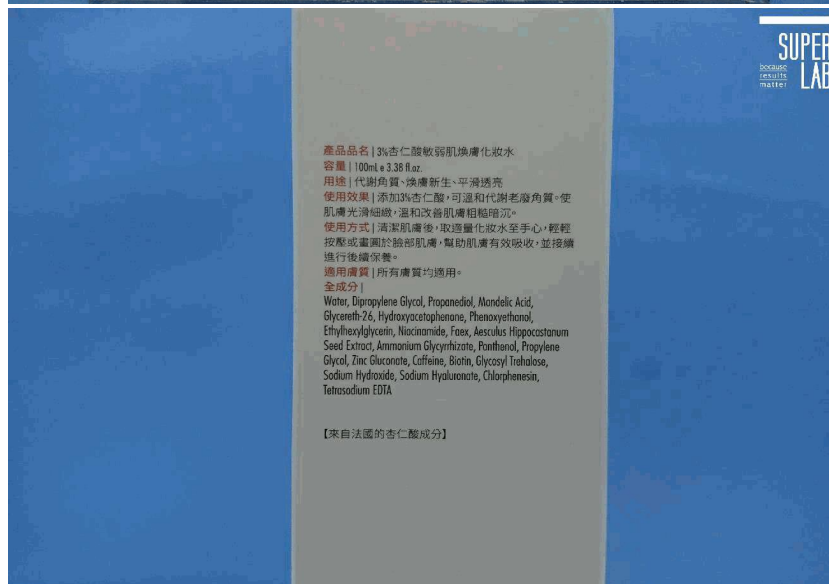 SUPER
because
results
matter
LAB
產品品名 | 3%杏仁酸敏弱肌煥膚化妝水
容量 | 100mL e 3.38 fl.oz.
用途 | 代謝角質、煥膚新生、平滑透亮
使用效果 | 添加3%杏仁酸,可溫和代謝老廢角質。使
肌膚光滑細緻,溫和改善肌膚粗糙暗沉。
使用方式 | 清潔肌膚後,取適量化妝水至手心,輕輕
按壓或畫圓於臉部肌膚,幫助肌膚有效吸收,並接續
進行後續保養。
適用膚質 | 所有膚質均適用。
全成分 |
Water, Dipropylene Glycol, Propanediol, Mandelic Acid,
Glycereth-26, Hydroxyacetophenone, Phenoxyethanol,
Ethylhexylglycerin, Niacinamide, Faex, Aesculus Hippocastanum
Seed Extract, Ammonium Glycyrrhizate, Panthenol, Propylene
Glycol, Zinc Gluconate, Caffeine, Biotin, Glycosyl Trehalose,
Sodium Hydroxide, Sodium Hyaluronate, Chlorphenesin,
Tetrasodium EDTA
【來自法國的杏仁酸成分】